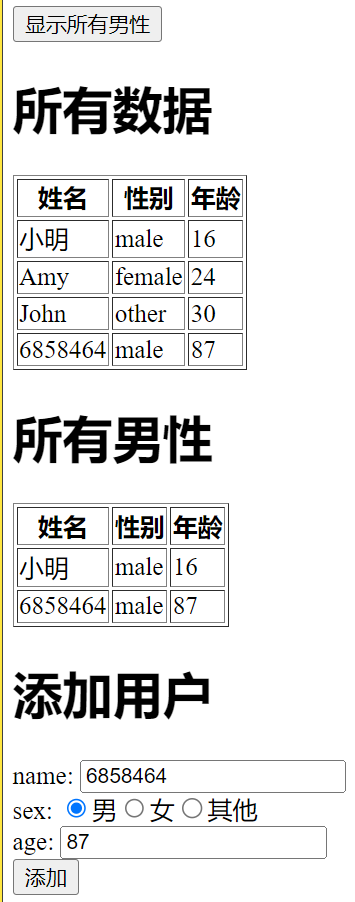 显示所有男性
所有数据
姓名 性别 年龄
小明 male 16
Amy female 24
John other 30
6858464 male 87
所有男性
姓名 性别 年龄
小明 male 16
6858464 male 87
添加用户
name: 6858464
sex: 男 女 其他
age: 87
添加